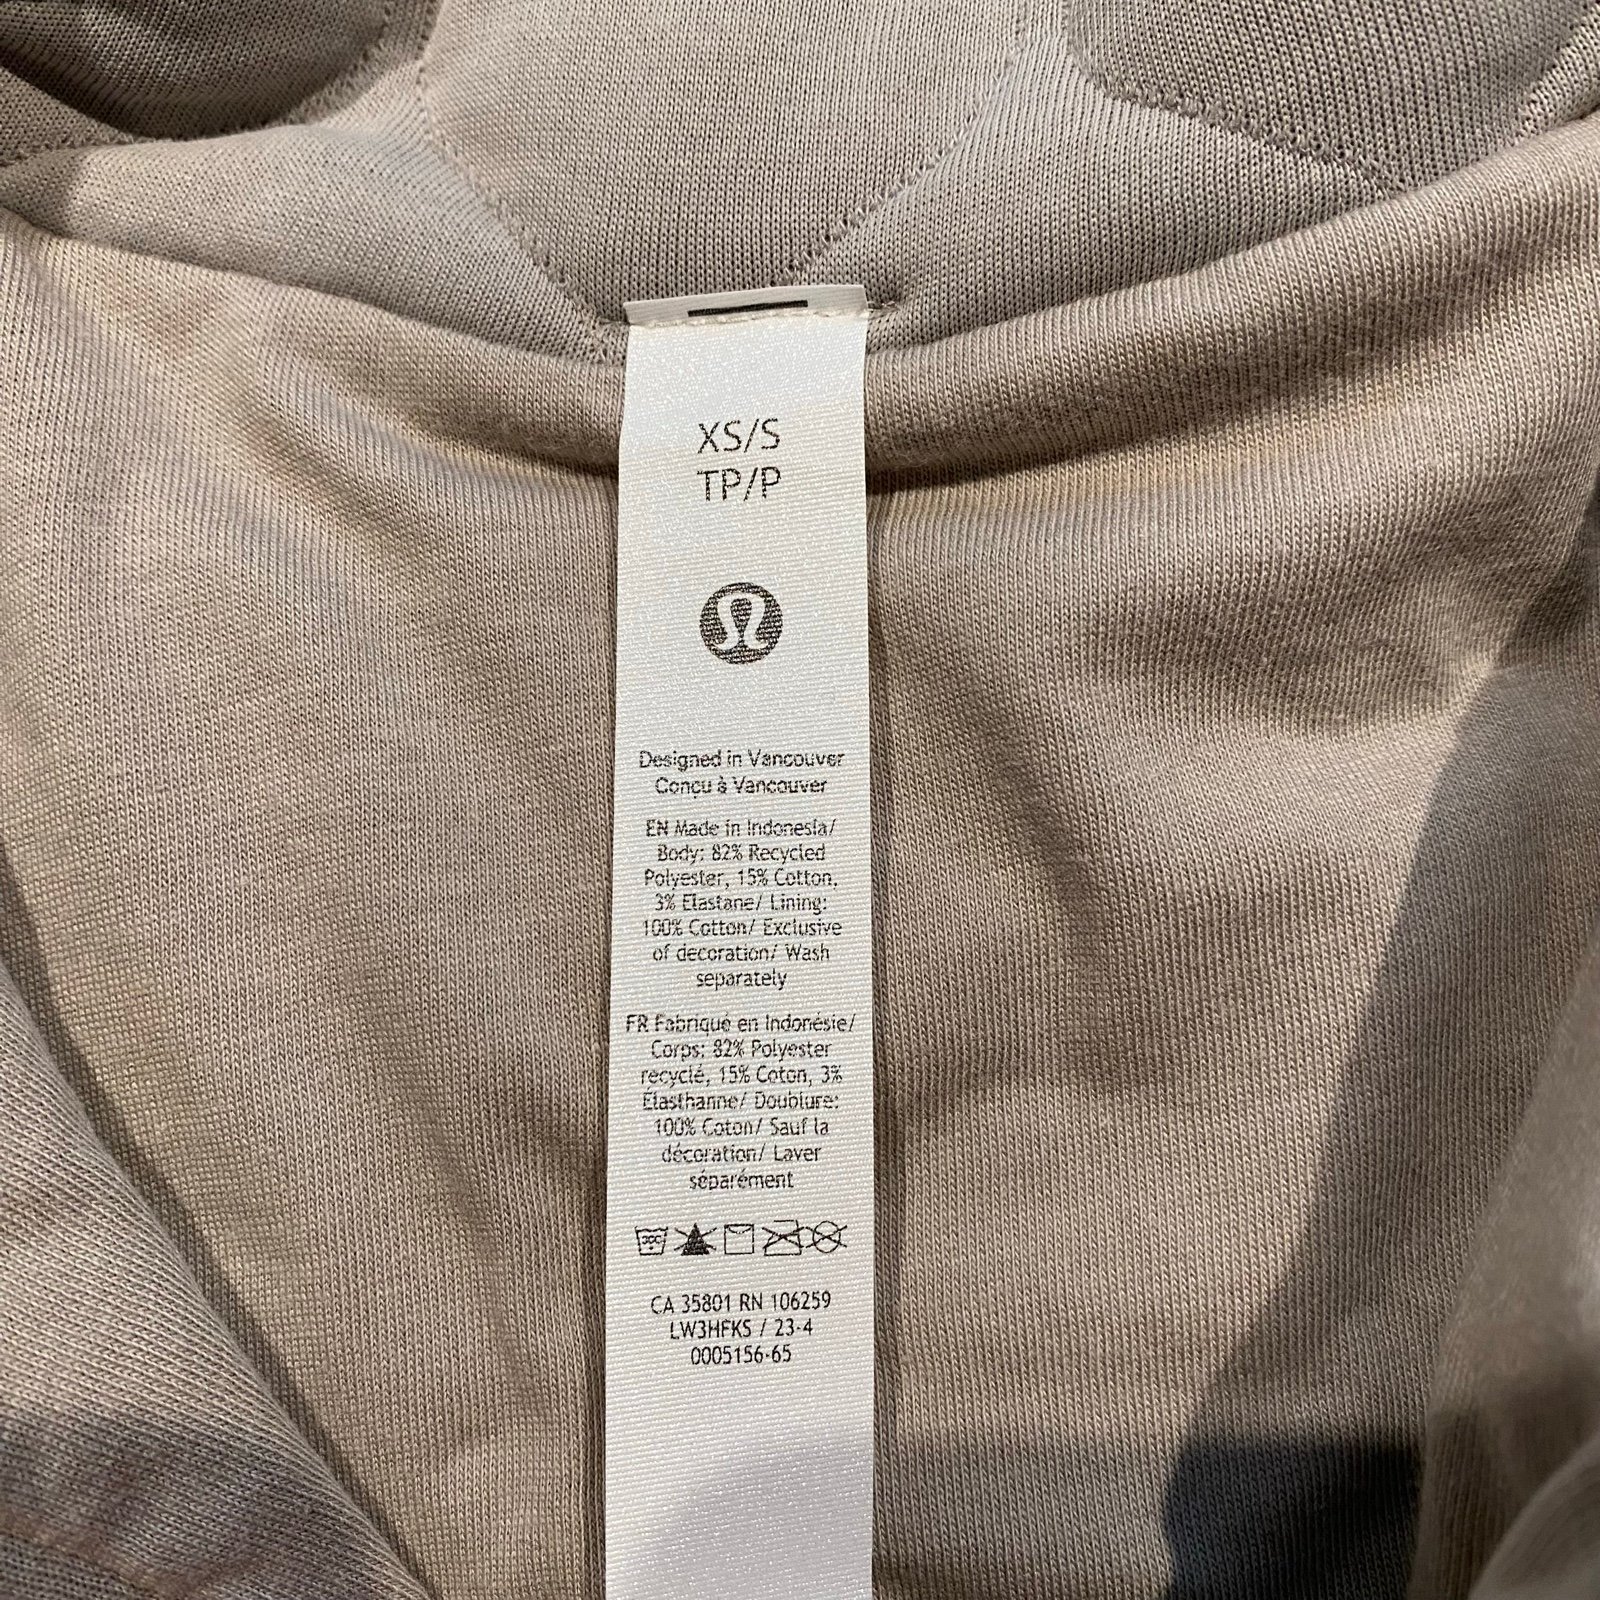 XS/S
TP/P
Designed in Vancouver
Conçu à Vancouver
EN Made in Indonesia/
Body: 82% Recycled
Polyester, 15% Cotton,
3% Elastane/ Lining:
100% Cotton/ Exclusive
of decoration/ Wash
separately
FR Fabriqué en Indonésie/
Corps: 82% Polyester
recyclé, 15% Coton, 3%
Élasthanne/ Doublure:
100% Coton/ Sauf la
décoration/ Laver
séparément
30C
CA 35801 RN 106259
LW3HFKS / 23-4
0005156-65